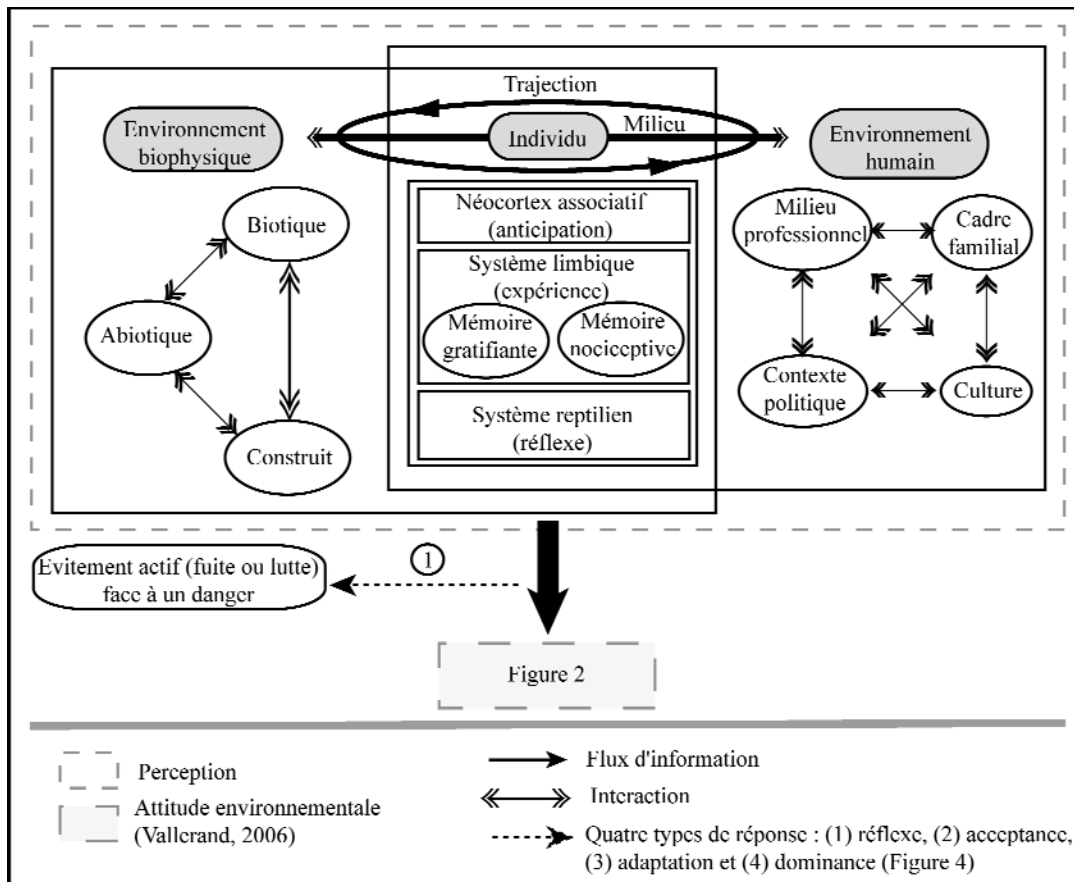 Trajection
Environnement
biophysique
Individu
Milieu
Environnement
humain
Biotique
Abiotique
Construit
Néocortex associatif
(anticipation)
Système limbique
(expérience)
Mémoire
gratifiante
Mémoire
nociceptive
Système reptilien
(réflexe)
Milieu
professionnel
Cadre
familial
Contexte
politique
Culture
Evitement actif (fuite ou lutte)
face à un danger
1
Figure 2
Perception
Attitude environnementale
(Vallerand, 2006)
Flux d'information
Interaction
Quatre types de réponse : (1) réflexe, (2) acceptance,
(3) adaptation et (4) dominance (Figure 4)